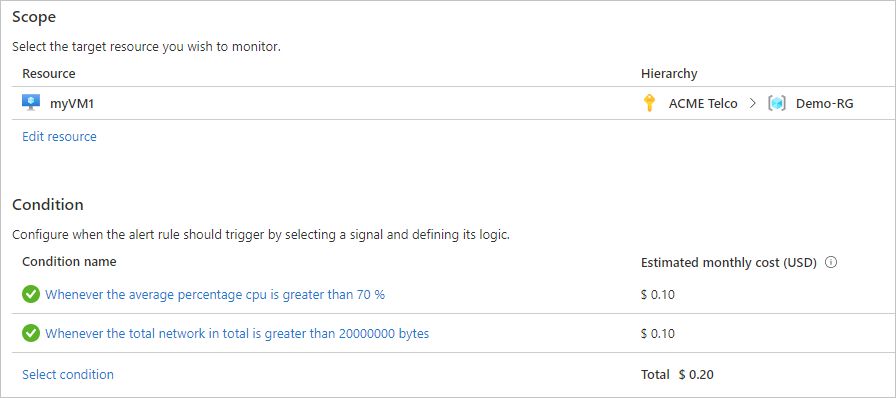 Scope
Select the target resource you wish to monitor.
Resource Hierarchy
myVM1 ACME Telco > Demo-RG
Edit resource
Condition
Configure when the alert rule should trigger by selecting a signal and defining its logic.
Condition name Estimated monthly cost (USD)
Whenever the average percentage cpu is greater than 70 % $ 0.10
Whenever the total network in total is greater than 20000000 bytes $ 0.10
Select condition Total $ 0.20